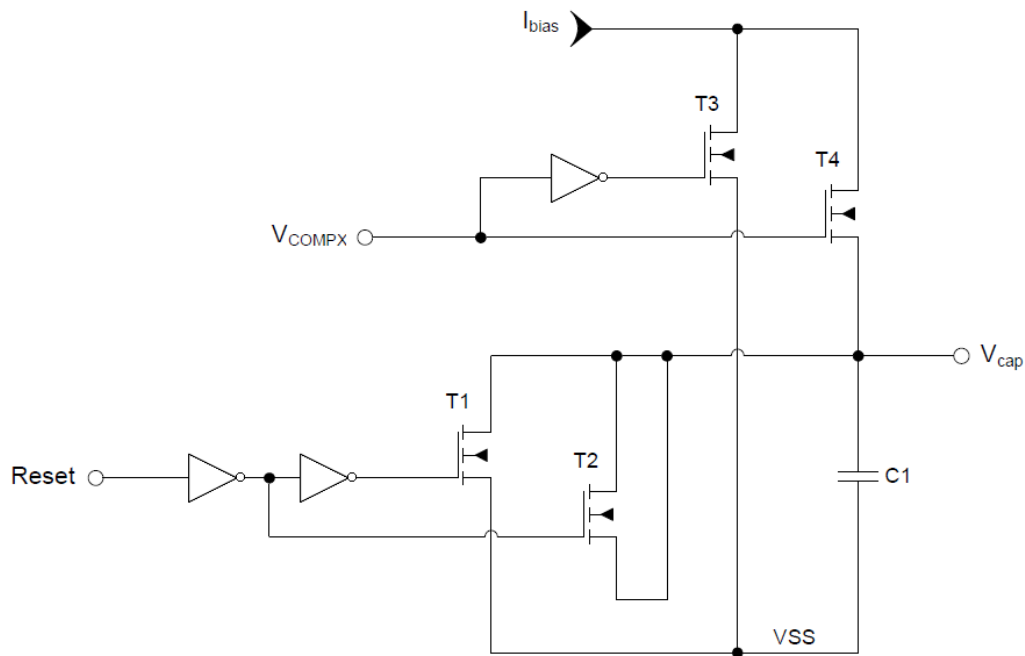 Ibias
T3
T4
VCOMPX
Vcap
T1
T2
Reset
C1
VSS